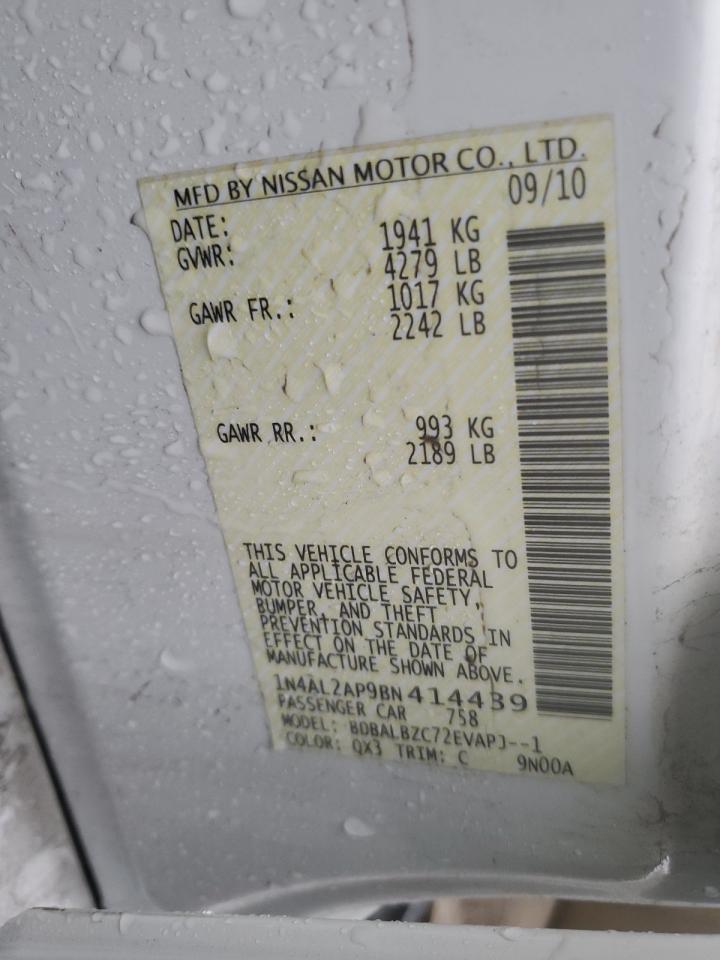 MFD BY NISSAN MOTOR CO., LTD.
DATE: 09/10
GVWR: 1941 KG
4279 LB
GAWR FR.: 1017 KG
2242 LB
GAWR RR.: 993 KG
2189 LB
THIS VEHICLE CONFORMS TO
ALL APPLICABLE FEDERAL
MOTOR VEHICLE SAFETY,
BUMPER, AND THEFT
PREVENTION STANDARDS IN
EFFECT ON THE DATE OF
MANUFACTURE SHOWN ABOVE.
1N4AL2AP9BN414439
PASSENGER CAR 758
MODEL: BDBALBZC72EVAPJ--1
COLOR: QX3 TRIM: C 9N00A